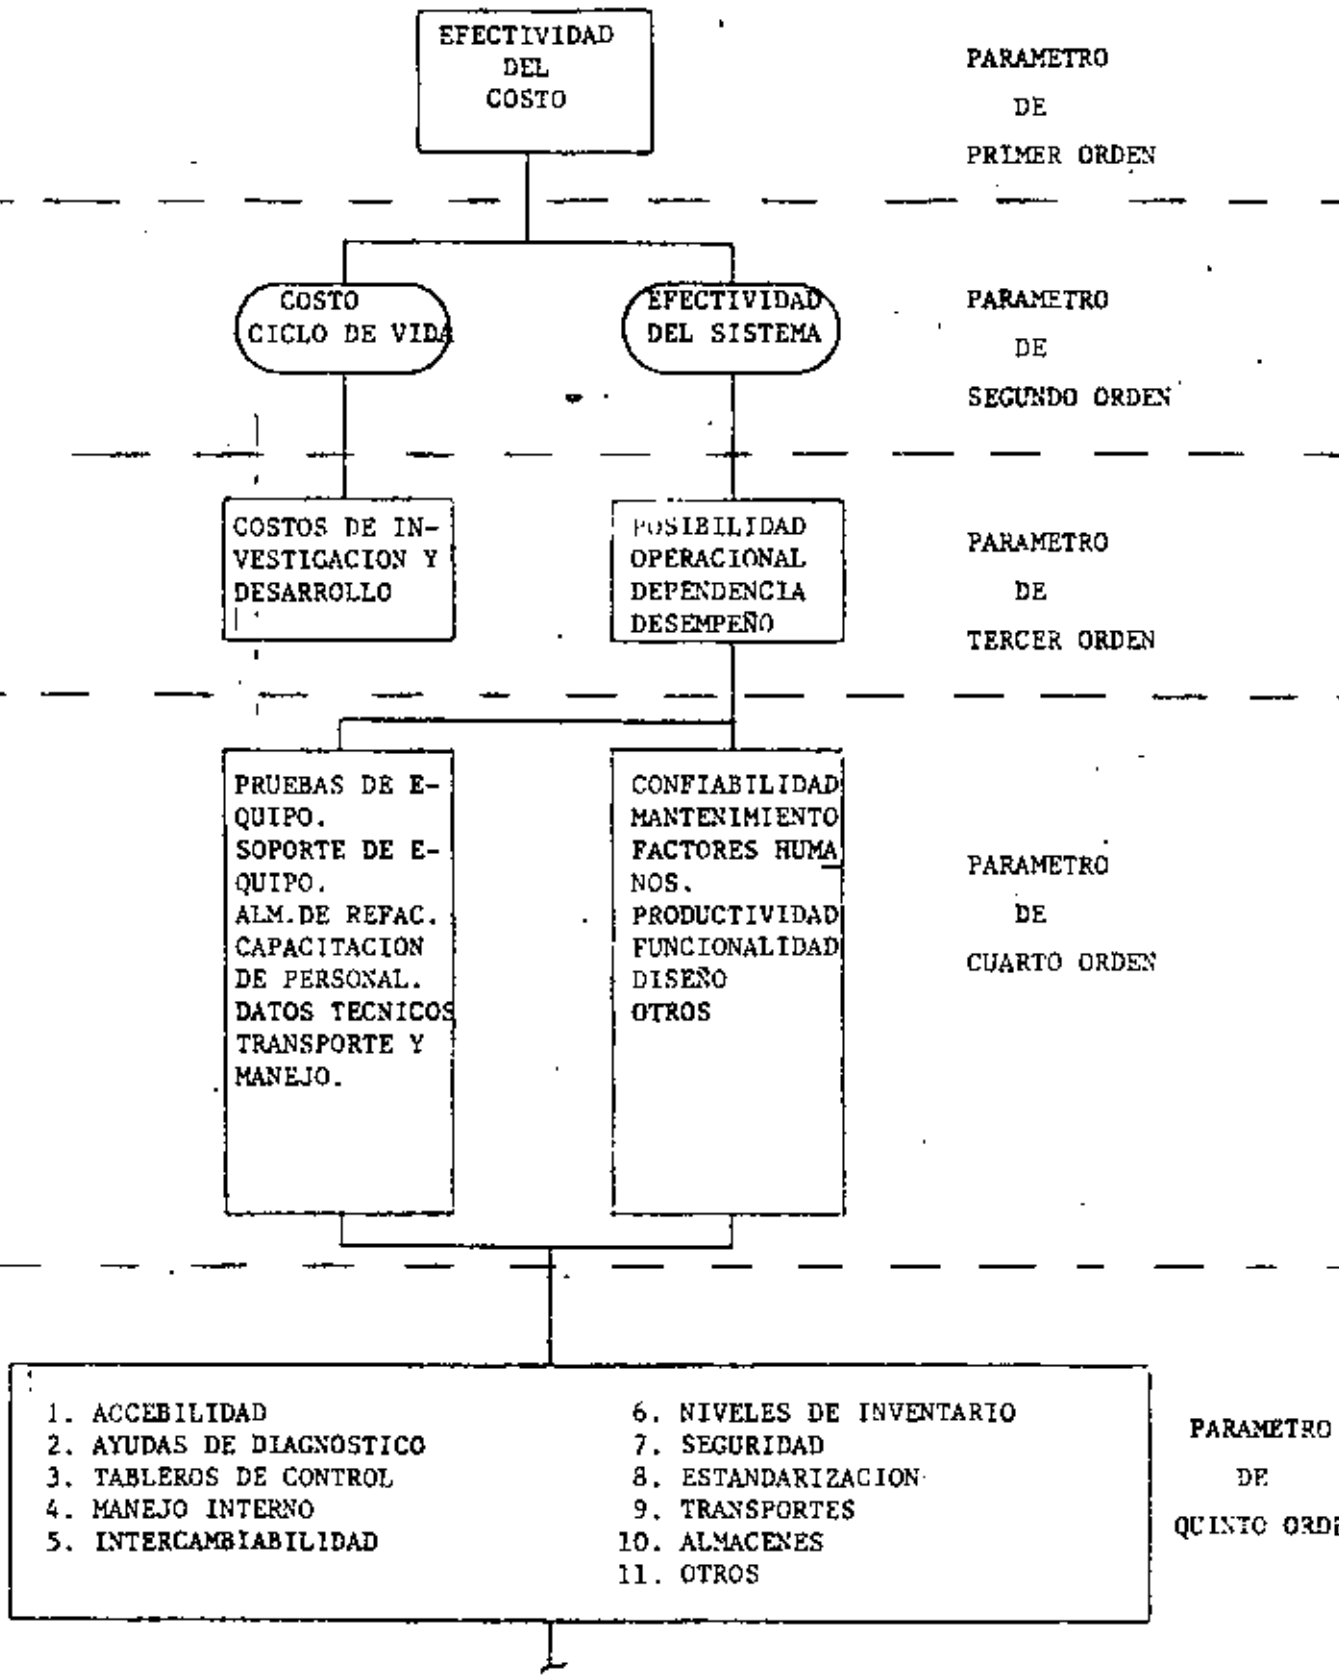 EFECTIVIDAD
DEL
COSTO
PARAMETRO
DE
PRIMER ORDEN
COSTO
CICLO DE VIDA
EFECTIVIDAD
DEL SISTEMA
PARAMETRO
DE
SEGUNDO ORDEN
COSTOS DE IN-
VESTIGACION Y
DESARROLLO
POSIBILIDAD
OPERACIONAL
DEPENDENCIA
DESEMPEÑO
PARAMETRO
DE
TERCER ORDEN
PRUEBAS DE E-
QUIPO.
SOPORTE DE E-
QUIPO.
ALM.DE REFAC.
CAPACITACION
DE PERSONAL.
DATOS TECNICOS
TRANSPORTE Y
MANEJO.
CONFIABILIDAD
MANTENIMIENTO
FACTORES HUMA
NOS.
PRODUCTIVIDAD
FUNCIONALIDAD
DISEÑO
OTROS
PARAMETRO
DE
CUARTO ORDEN
1. ACCEBILIDAD
2. AYUDAS DE DIAGNOSTICO
3. TABLEROS DE CONTROL
4. MANEJO INTERNO
5. INTERCAMBIABILIDAD
6. NIVELES DE INVENTARIO
7. SEGURIDAD
8. ESTANDARIZACION
9. TRANSPORTES
10. ALMACENES
11. OTROS
PARAMETRO
DE
QUINTO ORDE